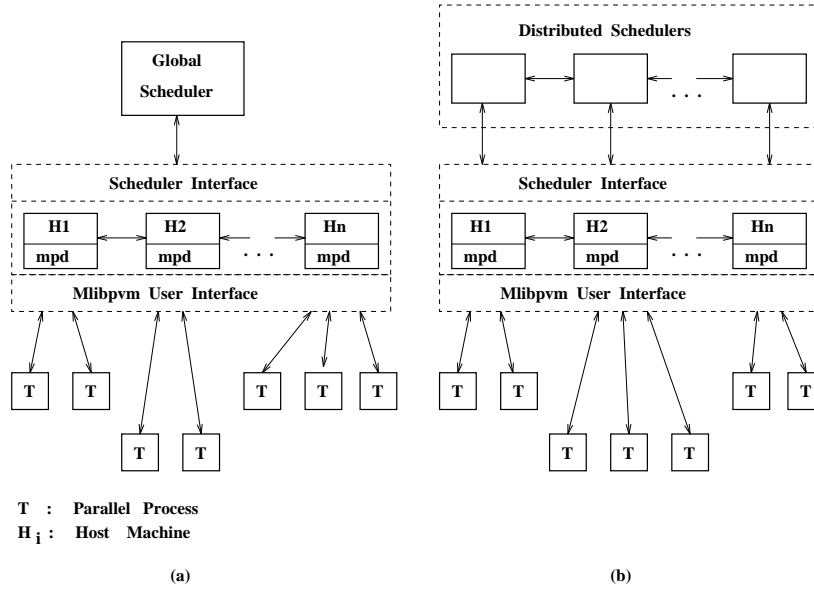 Global
Scheduler
Scheduler Interface
H1 H2 Hn
mpd mpd . . . mpd
Mlibpvm User Interface
T T T T T
T T
T : Parallel Process
H i : Host Machine
(a)
Distributed Schedulers
. . .
Scheduler Interface
H1 H2 Hn
mpd mpd . . . mpd
Mlibpvm User Interface
T T T T
T T T
(b)